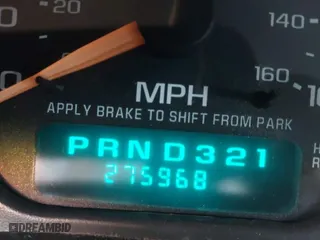 20
140
160
MPH
APPLY BRAKE TO SHIFT FROM PARK
PRND321
275968
DREAMBID